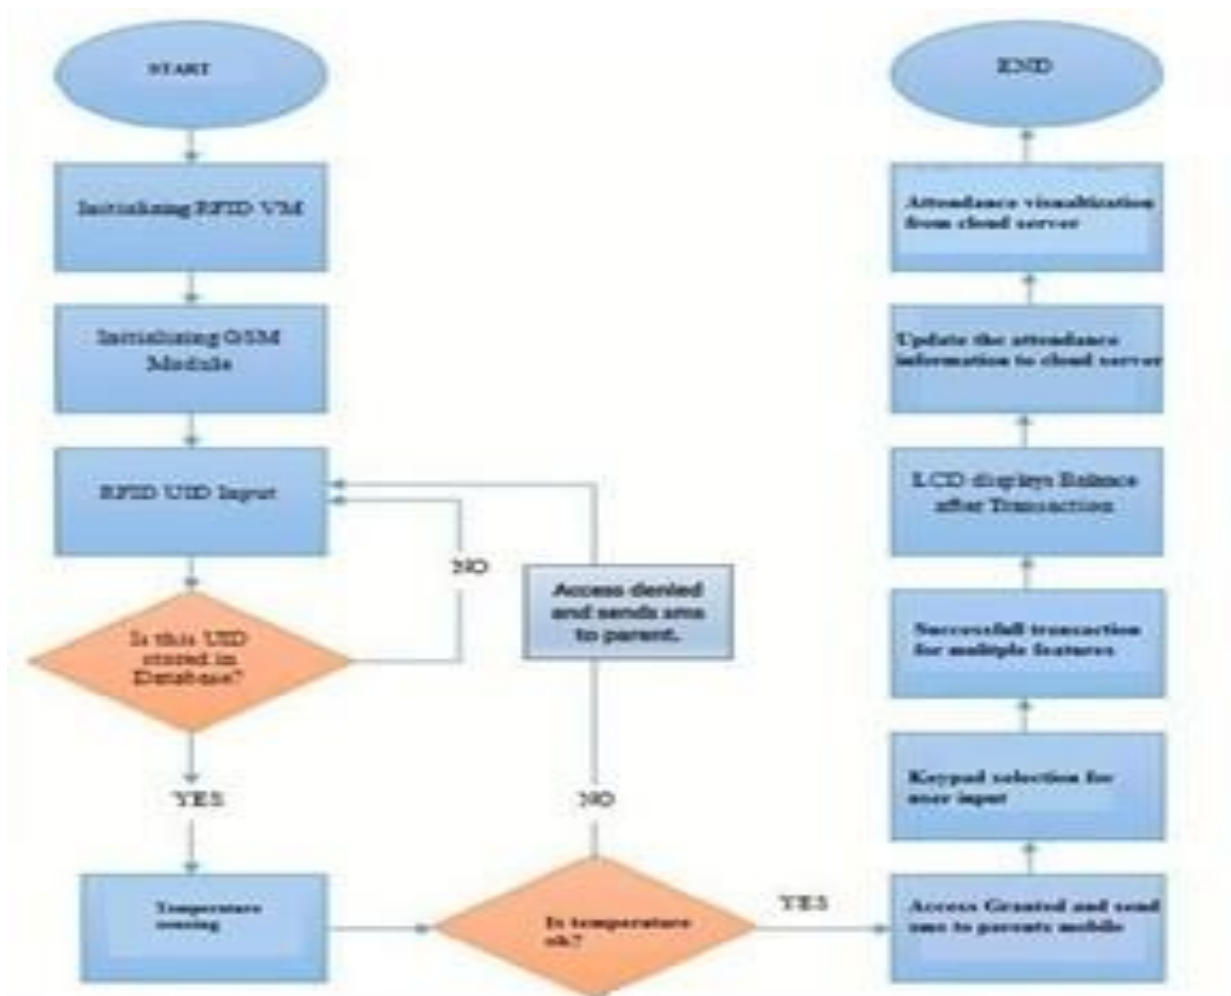 START
Initializing RFID VM
Initializing GSM
Module
RFID UID Input
NO
Is this UID
stored in
Database?
YES
Temperature
sensing
Is temperature
ok?
NO
Access denied
and sends sms
to parent.
YES
Access Granted and send
sms to parents mobile
Keypad selection for
user input
Successfull transaction
for mulitple features
LCD displays Balance
after Transaction
Update the attendance
information to cloud server
Attendance visualtization
from cloud server
END